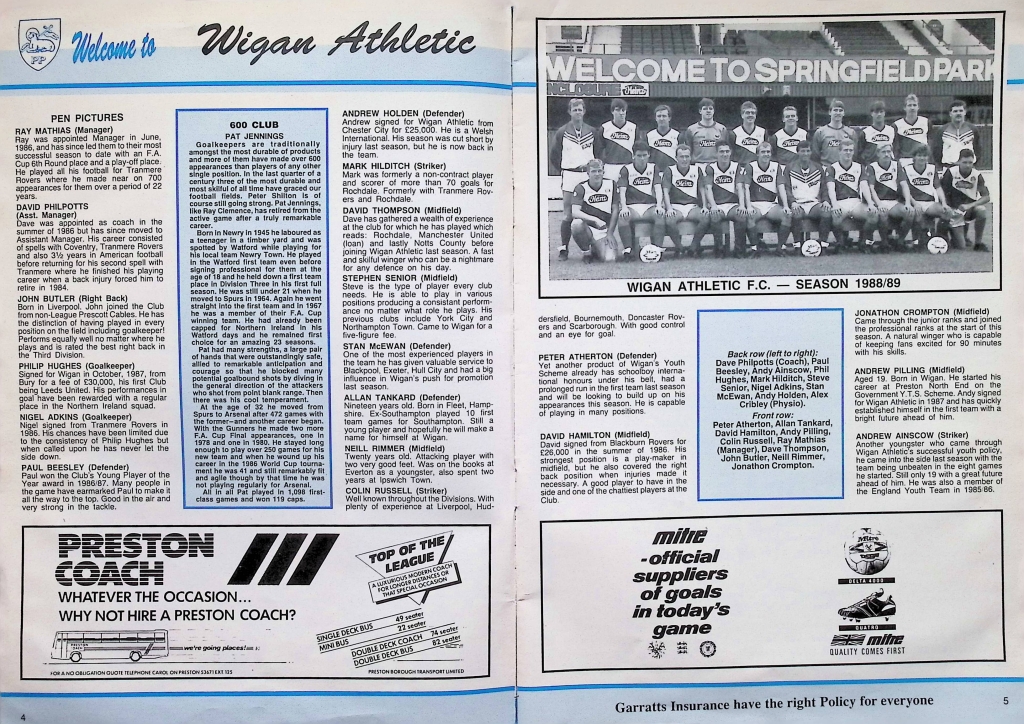 PP
Welcome to
Wigan Athletic
PEN PICTURES
RAY MATHIAS (Manager)
Ray was appointed Manager in June,
1986, and has since led them to their most
successful season to date with an F.A.
Cup 6th Round place and a play-off place.
He played all his football for Tranmere
Rovers where he made near on 700
appearances for them over a period of 22
years.
DAVID PHILPOTTS
(Asst. Manager)
Dave was appointed as coach in the
summer of 1986 but has since moved to
Assistant Manager. His career consisted
of spells with Coventry, Tranmere Rovers
and also 3½ years in American football
before returning for his second spell with
Tranmere where he finished his playing
career when a back injury forced him to
retire in 1984.
JOHN BUTLER (Right Back)
Born in Liverpool. John joined the Club
from non-League Prescott Cables. He has
the distinction of having played in every
position on the field including goalkeeper!
Performs equally well no matter where he
plays and is rated the best right back in
the Third Division.
PHILIP HUGHES (Goalkeeper)
Signed for Wigan in October, 1987, from
Bury for a fee of £30,000, his first Club
being Leeds United. His performances in
goal have been rewarded with a regular
place in the Northern Ireland squad.
NIGEL ADKINS (Goalkeeper)
Nigel signed from Tranmere Rovers in
1986. His chances have been limited due
to the consistency of Philip Hughes but
when called upon he has never let the
side down.
PAUL BEESLEY (Defender)
Paul won the Club's Young Player of the
Year award in 1986/87. Many people in
the game have earmarked Paul to make it
all the way to the top. Good in the air and
very strong in the tackle.
600 CLUB
PAT JENNINGS
Goalkeepers are traditionally
amongst the most durable of products
and more of them have made over 600
appearances than players of any other
single position. In the last quarter of a
century three of the most durable and
most skilful of all time have graced our
football fields. Peter Shilton is of
course still going strong. Pat Jennings,
like Ray Clemence, has retired from the
active game after a truly remarkable
career.
Born in Newry in 1945 he laboured as
a teenager in a timber yard and was
spotted by Watford while playing for
his local team Newry Town. He played
in the Watford first team even before
signing professional for them at the
age of 18 and he held down a first team
place in Division Three in his first full
season. He was still under 21 when he
moved to Spurs in 1964. Again he went
straight into the first team and in 1967
he was a member of their F.A. Cup
winning team. He had already been
capped for Northern Ireland in his
Watford days and he remained first
choice for an amazing 23 seasons.
Pat had many strengths, a large pair
of hands that were outstandingly safe,
allied to remarkable anticipation and
courage so that he blocked many
potential goalbound shots by diving in
the general direction of the attackers
who shot from point blank range. Then
there was his cool temperament.
At the age of 32 he moved from
Spurs to Arsenal after 472 games with
the former—and another career began.
With the Gunners he made two more
F.A. Cup Final appearances, one in
1978 and one in 1980. He stayed long
enough to play over 250 games for his
new team and when he wound up his
career in the 1986 World Cup tourna-
ment he was 41 and still remarkably fit
and agile though by that time he was
not playing regularly for Arsenal.
All in all Pat played in 1,098 first-
class games and won 119 caps.
ANDREW HOLDEN (Defender)
Andrew signed for Wigan Athletic from
Chester City for £25,000. He is a Welsh
International. His season was cut short by
injury last season, but he is now back in
the team.
MARK HILDITCH (Striker)
Mark was formerly a non-contract player
and scorer of more than 70 goals for
Rochdale. Formerly with Tranmere Rov-
ers and Rochdale.
DAVID THOMPSON (Midfield)
Dave has gathered a wealth of experience
at the club for which he has played which
reads: Rochdale, Manchester United
(loan) and lastly Notts County before
joining Wigan Athletic last season. A fast
and skilful winger who can be a nightmare
for any defence on his day.
STEPHEN SENIOR (Midfield)
Steve is the type of player every club
needs. He is able to play in various
positions producing a consistant perform-
ance no matter what role he plays. His
previous clubs include York City and
Northampton Town. Came to Wigan for a
five-figure fee.
STAN McEWAN (Defender)
One of the most experienced players in
the team he has given valuable service to
Blackpool, Exeter, Hull City and had a big
influence in Wigan's push for promotion
last season.
ALLAN TANKARD (Defender)
Nineteen years old. Born in Fleet, Hamp-
shire. Ex-Southampton played 10 first
team games for Southampton. Still a
young player and hopefully he will make a
name for himself at Wigan.
NEILL RIMMER (Midfield)
Twenty years old. Attacking player with
two very good feet. Was on the books at
Everton as a youngster, also spent two
years at Ipswich Town.
COLIN RUSSELL (Striker)
Well known throughout the Divisions. With
plenty of experience at Liverpool, Hud-
PRESTON
COACH
WHATEVER THE OCCASION...
WHY NOT HIRE A PRESTON COACH?
PRESTON
COACH
we're going places!
TOP OF THE
LEAGUE
A LUXURIOUS MODERN COACH
FOR LONGER DISTANCES OR
THAT SPECIAL OCCASION
SINGLE DECK BUS 49 seater
MINI BUS 22 seater
DOUBLE DECK COACH 74 seater
DOUBLE DECK BUS 82 seater
FOR A NO OBLIGATION QUOTE TELEPHONE CAROL ON PRESTON 53671 EXT 125
PRESTON BOROUGH TRANSPORT LIMITED
4
WELCOME TO SPRINGFIELD PARK
NCLOSURE
Heinz
WIGAN ATHLETIC F.C. — SEASON 1988/89
dersfield, Bournemouth, Doncaster Rov-
ers and Scarborough. With good control
and an eye for goal.
PETER ATHERTON (Defender)
Yet another product of Wigan's Youth
Scheme already has schoolboy interna-
tional honours under his belt, had a
prolonged run in the first team last season
and will be looking to build up on his
appearances this season. He is capable
of playing in many positions.
DAVID HAMILTON (Midfield)
David was signed from Blackburn Rovers for
£26,000 in the summer of 1986. His
strongest position is a play-maker in
midfield, but he also covered the right
back position when injuries made it
necessary. A good player to have in the
side and one of the chattiest players at the
Club.
Back row (left to right):
Dave Philpotts (Coach), Paul
Beesley, Andy Ainscow, Phil
Hughes, Mark Hilditch, Steve
Senior, Nigel Adkins, Stan
McEwan, Andy Holden, Alex
Cribley (Physio).
Front row:
Peter Atherton, Allan Tankard,
David Hamilton, Andy Pilling,
Colin Russell, Ray Mathias
(Manager), Dave Thompson,
John Butler, Neill Rimmer,
Jonathon Crompton.
JONATHON CROMPTON (Midfield)
Came through the junior ranks and joined
the professional ranks at the start of this
season. A natural winger who is capable
of keeping fans excited for 90 minutes
with his skills.
ANDREW PILLING (Midfield)
Aged 19. Born in Wigan. He started his
career at Preston North End on the
Government Y.T.S. Scheme. Andy signed
for Wigan Athletic in 1987 and has quickly
established himself in the first team with a
bright future ahead of him.
ANDREW AINSCOW (Striker)
Another youngster who came through
Wigan Athletic's successful youth policy,
he came into the side last season with the
team being unbeaten in the eight games
he started. Still only 19 with a great future
ahead of him. He was also a member of
the England Youth Team in 1985/86.
mitre
-official
suppliers
of goals
in today's
game
Mitre
DELTA 4000
QUATRO
mitre
QUALITY COMES FIRST
Garratts Insurance have the right Policy for everyone
5